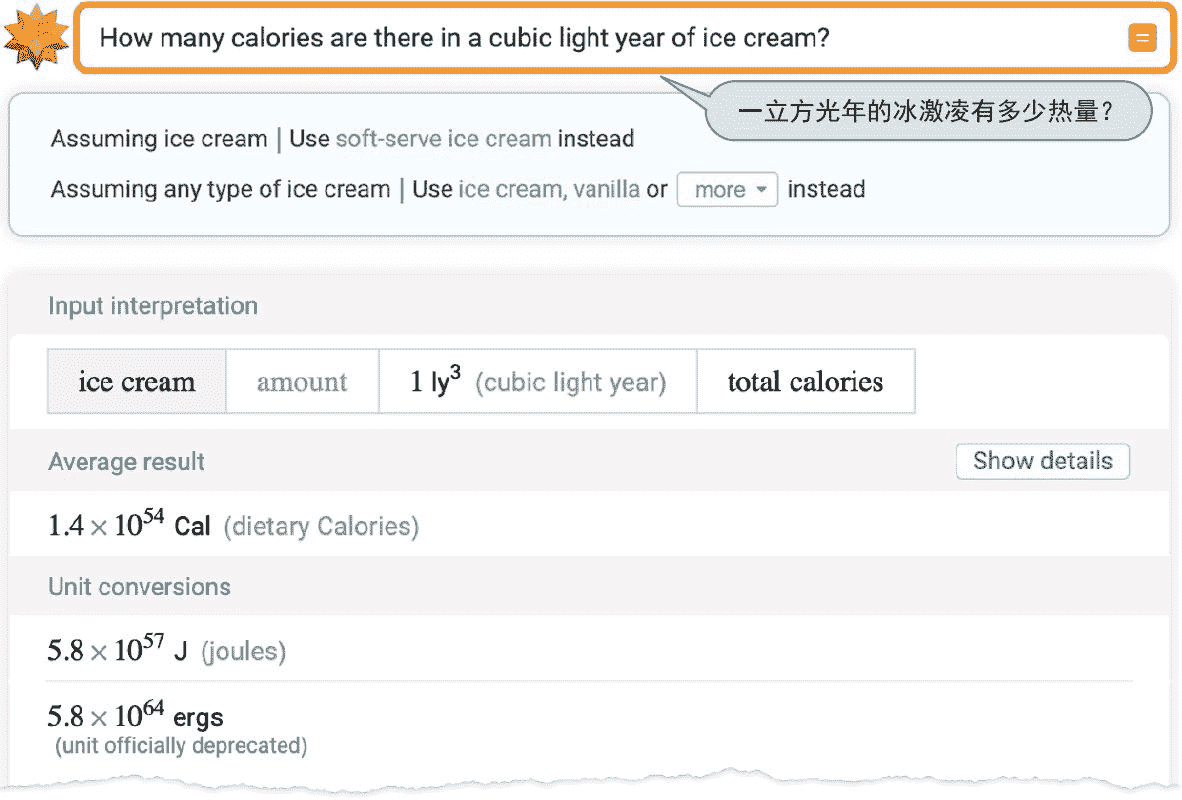 How many calories are there in a cubic light year of ice cream?
=
一立方光年的冰激凌有多少热量?
Assuming ice cream | Use soft-serve ice cream instead
Assuming any type of ice cream | Use ice cream, vanilla or more instead
Input interpretation
ice cream amount 1 ly³ (cubic light year) total calories
Average result Show details
1.4 × 10⁵⁴ Cal (dietary Calories)
Unit conversions
5.8 × 10⁵⁷ J (joules)
5.8 × 10⁶⁴ ergs
(unit officially deprecated)